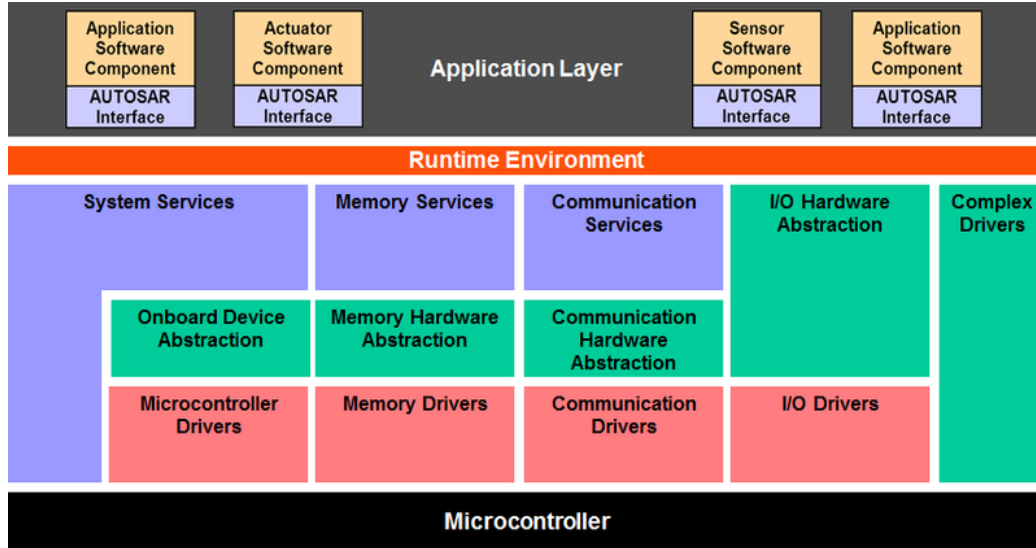 Application
Software
Component
AUTOSAR
Interface
Actuator
Software
Component
AUTOSAR
Interface
Application Layer
Sensor
Software
Component
AUTOSAR
Interface
Application
Software
Component
AUTOSAR
Interface
Runtime Environment
System Services
Memory Services
Communication
Services
I/O Hardware
Abstraction
Complex
Drivers
Onboard Device
Abstraction
Memory Hardware
Abstraction
Communication
Hardware
Abstraction
Microcontroller
Drivers
Memory Drivers
Communication
Drivers
I/O Drivers
Microcontroller